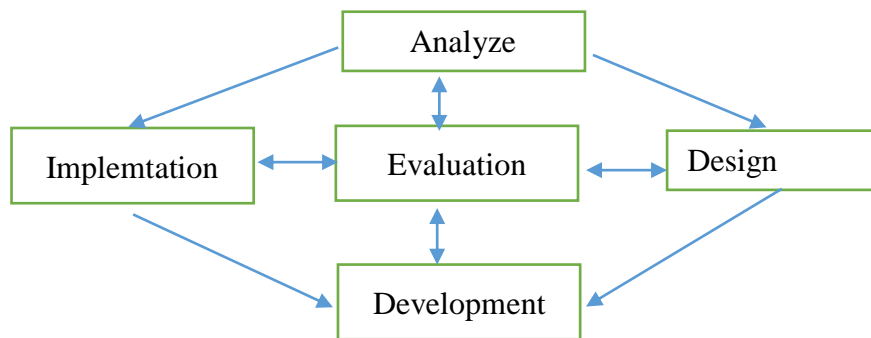 Analyze
Implemtation
Evaluation
Design
Development